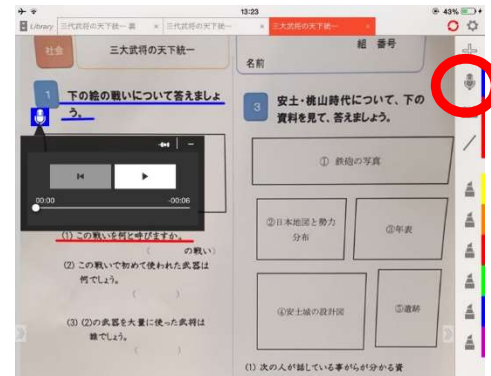 13:23
43%
Library
三代武将の天下統一 裏
三代武将の天下統一
三大武将の天下統一
社会
三大武将の天下統一
1 下の絵の戦いについて答えましょ
う。
00:00
-00:06
(1) この戦いを何と呼びますか。
( の戦い)
(2) この戦いで初めて使われた武器は
何でしょう。
( )
(3) (2)の武器を大量に使った武将は
誰でしょう。
( )
組 番号
名前
3 安土・桃山時代について、下の
資料を見て、答えましょう。
① 鉄砲の写真
②日本地図と勢力
分布
③年表
④安土城の設計図
⑤遺跡
(1) 次の人が話している事がらが分かる資